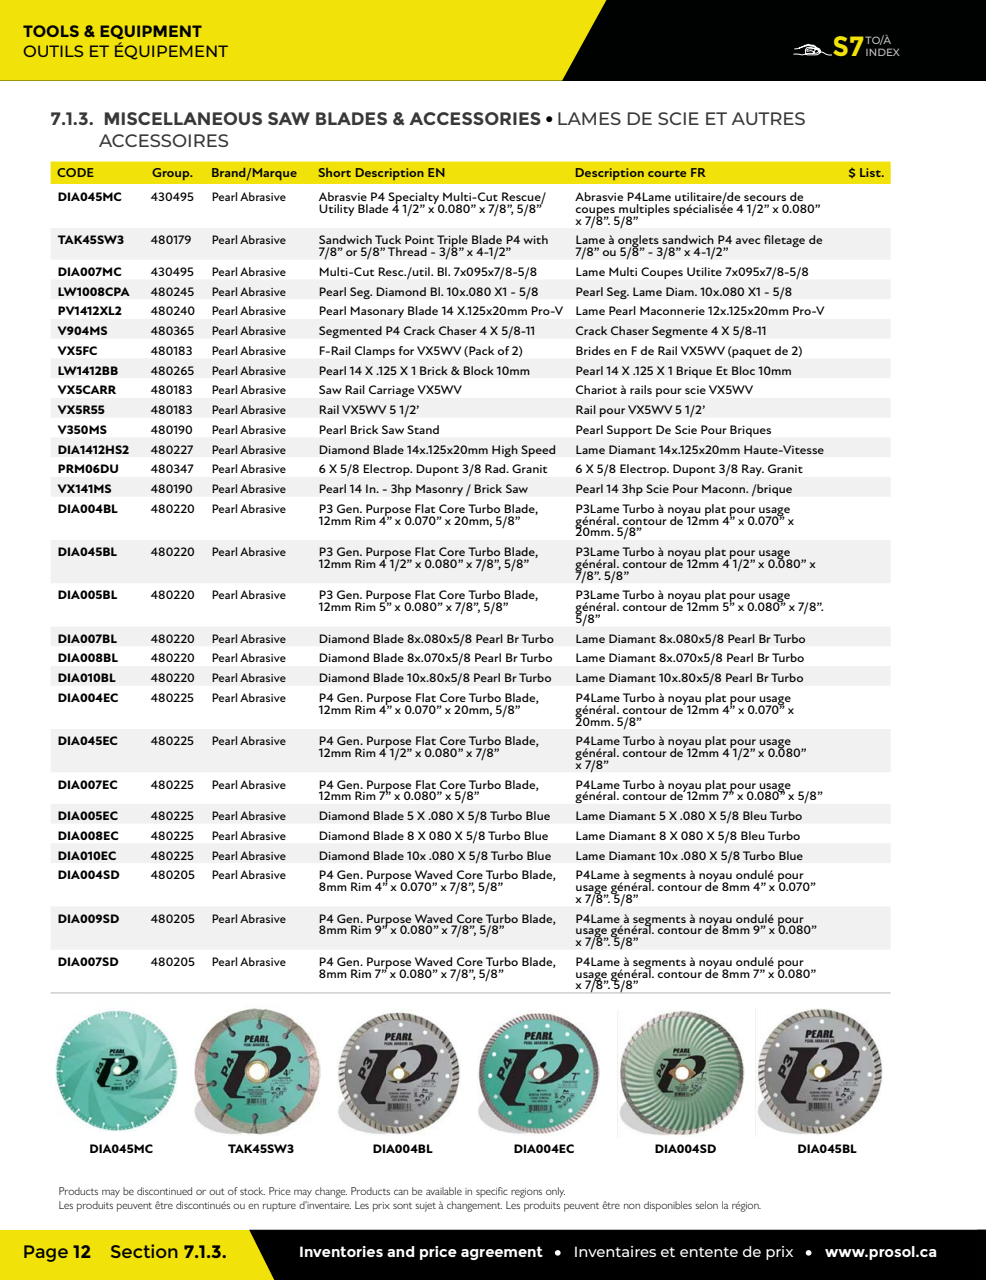 TOOLS & EQUIPMENT
OUTILS ET ÉQUIPEMENT
S7 TO/À INDEX
7.1.3. MISCELLANEOUS SAW BLADES & ACCESSORIES • LAMES DE SCIE ET AUTRES
ACCESSOIRES
CODE Group. Brand/Marque Short Description EN Description courte FR $ List.
DIA045MC 430495 Pearl Abrasive Abrasvie P4 Specialty Multi-Cut Rescue/ Abrasvie P4Lame utilitaire/de secours de
Utility Blade 4 1/2” x 0.080” x 7/8”, 5/8” coupes multiples spécialisée 4 1/2” x 0.080”
x 7/8”. 5/8”
TAK45SW3 480179 Pearl Abrasive Sandwich Tuck Point Triple Blade P4 with Lame à onglets sandwich P4 avec filetage de
7/8” or 5/8” Thread - 3/8” x 4-1/2” 7/8” ou 5/8” - 3/8” x 4-1/2”
DIA007MC 430495 Pearl Abrasive Multi-Cut Resc./util. Bl. 7x095x7/8-5/8 Lame Multi Coupes Utilite 7x095x7/8-5/8
LW1008CPA 480245 Pearl Abrasive Pearl Seg. Diamond Bl. 10x.080 X1 - 5/8 Pearl Seg. Lame Diam. 10x.080 X1 - 5/8
PV1412XL2 480240 Pearl Abrasive Pearl Masonary Blade 14 X.125x20mm Pro-V Lame Pearl Maconnerie 12x.125x20mm Pro-V
V904MS 480365 Pearl Abrasive Segmented P4 Crack Chaser 4 X 5/8-11 Crack Chaser Segmente 4 X 5/8-11
VX5FC 480183 Pearl Abrasive F-Rail Clamps for VX5WV (Pack of 2) Brides en F de Rail VX5WV (paquet de 2)
LW1412BB 480265 Pearl Abrasive Pearl 14 X .125 X 1 Brick & Block 10mm Pearl 14 X .125 X 1 Brique Et Bloc 10mm
VX5CARR 480183 Pearl Abrasive Saw Rail Carriage VX5WV Chariot à rails pour scie VX5WV
VX5R55 480183 Pearl Abrasive Rail VX5WV 5 1/2’ Rail pour VX5WV 5 1/2’
V350MS 480190 Pearl Abrasive Pearl Brick Saw Stand Pearl Support De Scie Pour Briques
DIA1412HS2 480227 Pearl Abrasive Diamond Blade 14x.125x20mm High Speed Lame Diamant 14x.125x20mm Haute-Vitesse
PRM06DU 480347 Pearl Abrasive 6 X 5/8 Electrop. Dupont 3/8 Rad. Granit 6 X 5/8 Electrop. Dupont 3/8 Ray. Granit
VX141MS 480190 Pearl Abrasive Pearl 14 In. - 3hp Masonry / Brick Saw Pearl 14 3hp Scie Pour Maconn. /brique
DIA004BL 480220 Pearl Abrasive P3 Gen. Purpose Flat Core Turbo Blade, P3Lame Turbo à noyau plat pour usage
12mm Rim 4” x 0.070” x 20mm, 5/8” général. contour de 12mm 4” x 0.070” x
20mm. 5/8”
DIA045BL 480220 Pearl Abrasive P3 Gen. Purpose Flat Core Turbo Blade, P3Lame Turbo à noyau plat pour usage
12mm Rim 4 1/2” x 0.080” x 7/8”, 5/8” général. contour de 12mm 4 1/2” x 0.080” x
7/8”. 5/8”
DIA005BL 480220 Pearl Abrasive P3 Gen. Purpose Flat Core Turbo Blade, P3Lame Turbo à noyau plat pour usage
12mm Rim 5” x 0.080” x 7/8”, 5/8” général. contour de 12mm 5” x 0.080” x 7/8”.
5/8”
DIA007BL 480220 Pearl Abrasive Diamond Blade 8x.080x5/8 Pearl Br Turbo Lame Diamant 8x.080x5/8 Pearl Br Turbo
DIA008BL 480220 Pearl Abrasive Diamond Blade 8x.070x5/8 Pearl Br Turbo Lame Diamant 8x.070x5/8 Pearl Br Turbo
DIA010BL 480220 Pearl Abrasive Diamond Blade 10x.80x5/8 Pearl Br Turbo Lame Diamant 10x.80x5/8 Pearl Br Turbo
DIA004EC 480225 Pearl Abrasive P4 Gen. Purpose Flat Core Turbo Blade, P4Lame Turbo à noyau plat pour usage
12mm Rim 4” x 0.070” x 20mm, 5/8” général. contour de 12mm 4” x 0.070” x
20mm. 5/8”
DIA045EC 480225 Pearl Abrasive P4 Gen. Purpose Flat Core Turbo Blade, P4Lame Turbo à noyau plat pour usage
12mm Rim 4 1/2” x 0.080” x 7/8” général. contour de 12mm 4 1/2” x 0.080”
x 7/8”
DIA007EC 480225 Pearl Abrasive P4 Gen. Purpose Flat Core Turbo Blade, P4Lame Turbo à noyau plat pour usage
12mm Rim 7” x 0.080” x 5/8” général. contour de 12mm 7” x 0.080” x 5/8”
DIA005EC 480225 Pearl Abrasive Diamond Blade 5 X .080 X 5/8 Turbo Blue Lame Diamant 5 X .080 X 5/8 Bleu Turbo
DIA008EC 480225 Pearl Abrasive Diamond Blade 8 X 080 X 5/8 Turbo Blue Lame Diamant 8 X 080 X 5/8 Bleu Turbo
DIA010EC 480225 Pearl Abrasive Diamond Blade 10x .080 X 5/8 Turbo Blue Lame Diamant 10x .080 X 5/8 Turbo Blue
DIA004SD 480205 Pearl Abrasive P4 Gen. Purpose Waved Core Turbo Blade, P4Lame à segments à noyau ondulé pour
8mm Rim 4” x 0.070” x 7/8”, 5/8” usage général. contour de 8mm 4” x 0.070”
x 7/8”. 5/8”
DIA009SD 480205 Pearl Abrasive P4 Gen. Purpose Waved Core Turbo Blade, P4Lame à segments à noyau ondulé pour
8mm Rim 9” x 0.080” x 7/8”, 5/8” usage général. contour de 8mm 9” x 0.080”
x 7/8”. 5/8”
DIA007SD 480205 Pearl Abrasive P4 Gen. Purpose Waved Core Turbo Blade, P4Lame à segments à noyau ondulé pour
8mm Rim 7” x 0.080” x 7/8”, 5/8” usage général. contour de 8mm 7” x 0.080”
x 7/8”. 5/8”
PEARL P4
PEARL P4 4½"
PEARL P3 7"
PEARL P4 7"
PEARL P4
PEARL P3 7"
DIA045MC TAK45SW3 DIA004BL DIA004EC DIA004SD DIA045BL
Products may be discontinued or out of stock. Price may change. Products can be available in specific regions only.
Les produits peuvent être discontinués ou en rupture d’inventaire. Les prix sont sujet à changement. Les produits peuvent être non disponibles selon la région.
Page 12 Section 7.1.3. Inventories and price agreement • Inventaires et entente de prix • www.prosol.ca